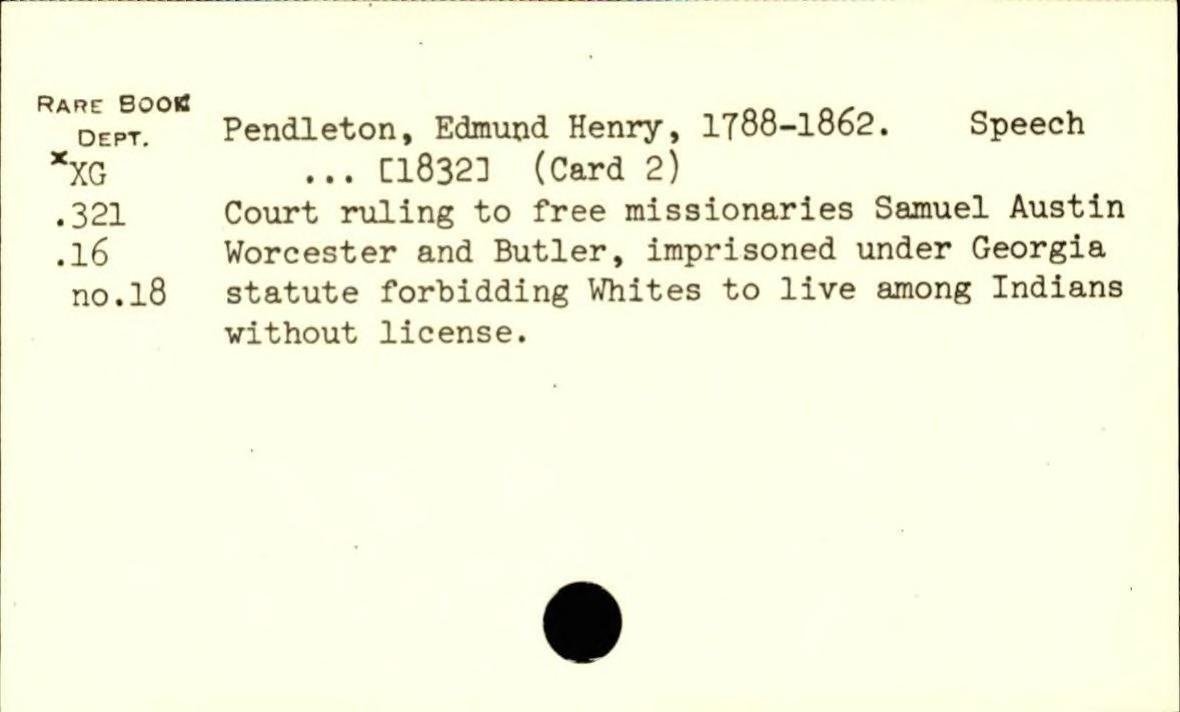 RARE BOOK
DEPT.
Pendleton, Edmund Henry, 1788-1862. Speech
xXG ... [1832] (Card 2)
.321 Court ruling to free missionaries Samuel Austin
.16 Worcester and Butler, imprisoned under Georgia
no.18 statute forbidding Whites to live among Indians
without license.